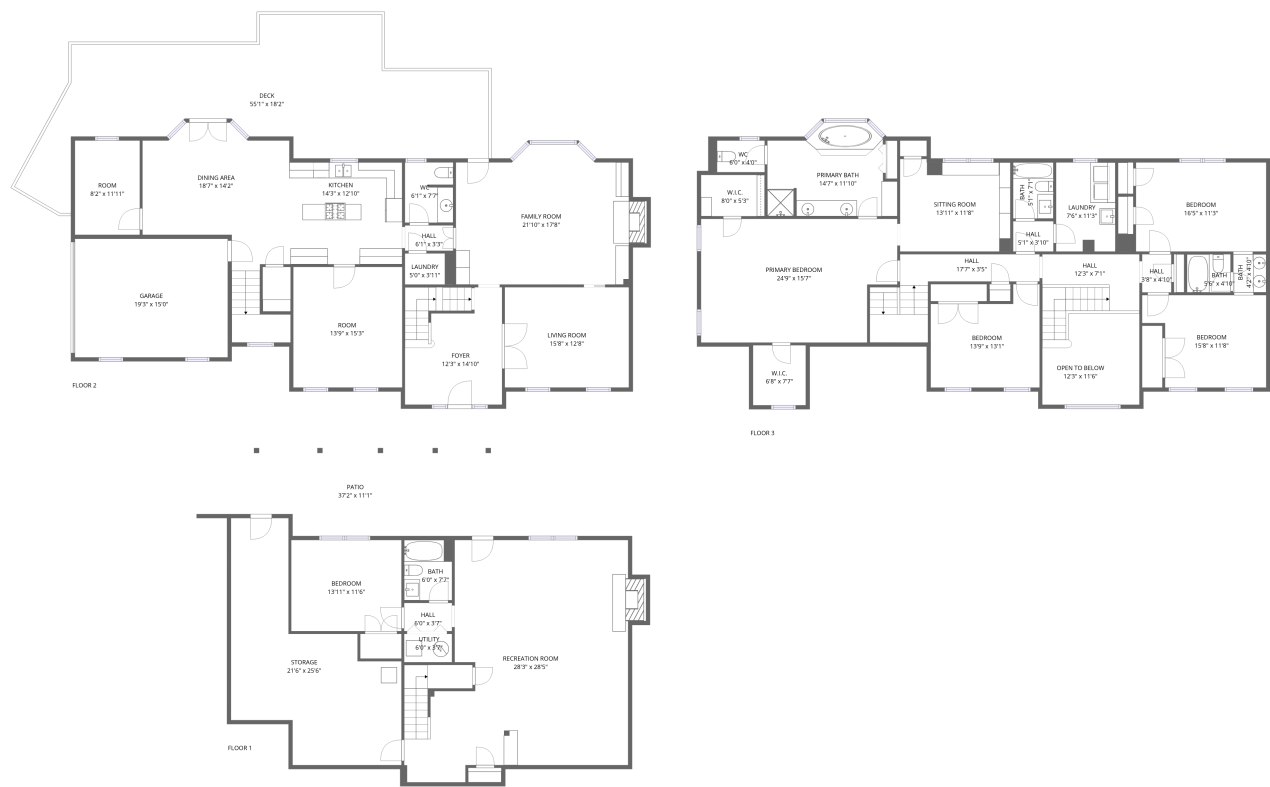 DECK
55'1" x 18'2"
ROOM
8'2" x 11'11"
DINING AREA
18'7" x 14'2"
KITCHEN
14'3" x 12'10"
WC
6'1" x 7'7"
HALL
6'1" x 3'3"
LAUNDRY
5'0" x 3'11"
FAMILY ROOM
21'10" x 17'8"
GARAGE
19'3" x 15'0"
ROOM
13'9" x 15'3"
FOYER
12'3" x 14'10"
LIVING ROOM
15'8" x 12'8"
FLOOR 2
WC
6'0" x 4'0"
PRIMARY BATH
14'7" x 11'10"
W.I.C.
8'0" x 5'3"
SITTING ROOM
13'11" x 11'8"
BATH
5'1" x 7'1"
LAUNDRY
7'6" x 11'3"
BEDROOM
16'5" x 11'3"
HALL
5'1" x 3'10"
PRIMARY BEDROOM
24'9" x 15'7"
HALL
17'7" x 3'5"
HALL
12'3" x 7'1"
HALL
3'8" x 4'10"
BATH
5'6" x 4'10"
BATH
4'2" x 4'10"
BEDROOM
13'9" x 13'1"
OPEN TO BELOW
12'3" x 11'6"
BEDROOM
15'8" x 11'8"
W.I.C.
6'8" x 7'7"
FLOOR 3
PATIO
37'2" x 11'1"
BEDROOM
13'11" x 11'6"
BATH
6'0" x 7'7"
HALL
6'0" x 3'7"
UTILITY
6'0" x 3'7"
STORAGE
21'6" x 25'6"
RECREATION ROOM
28'3" x 28'5"
FLOOR 1